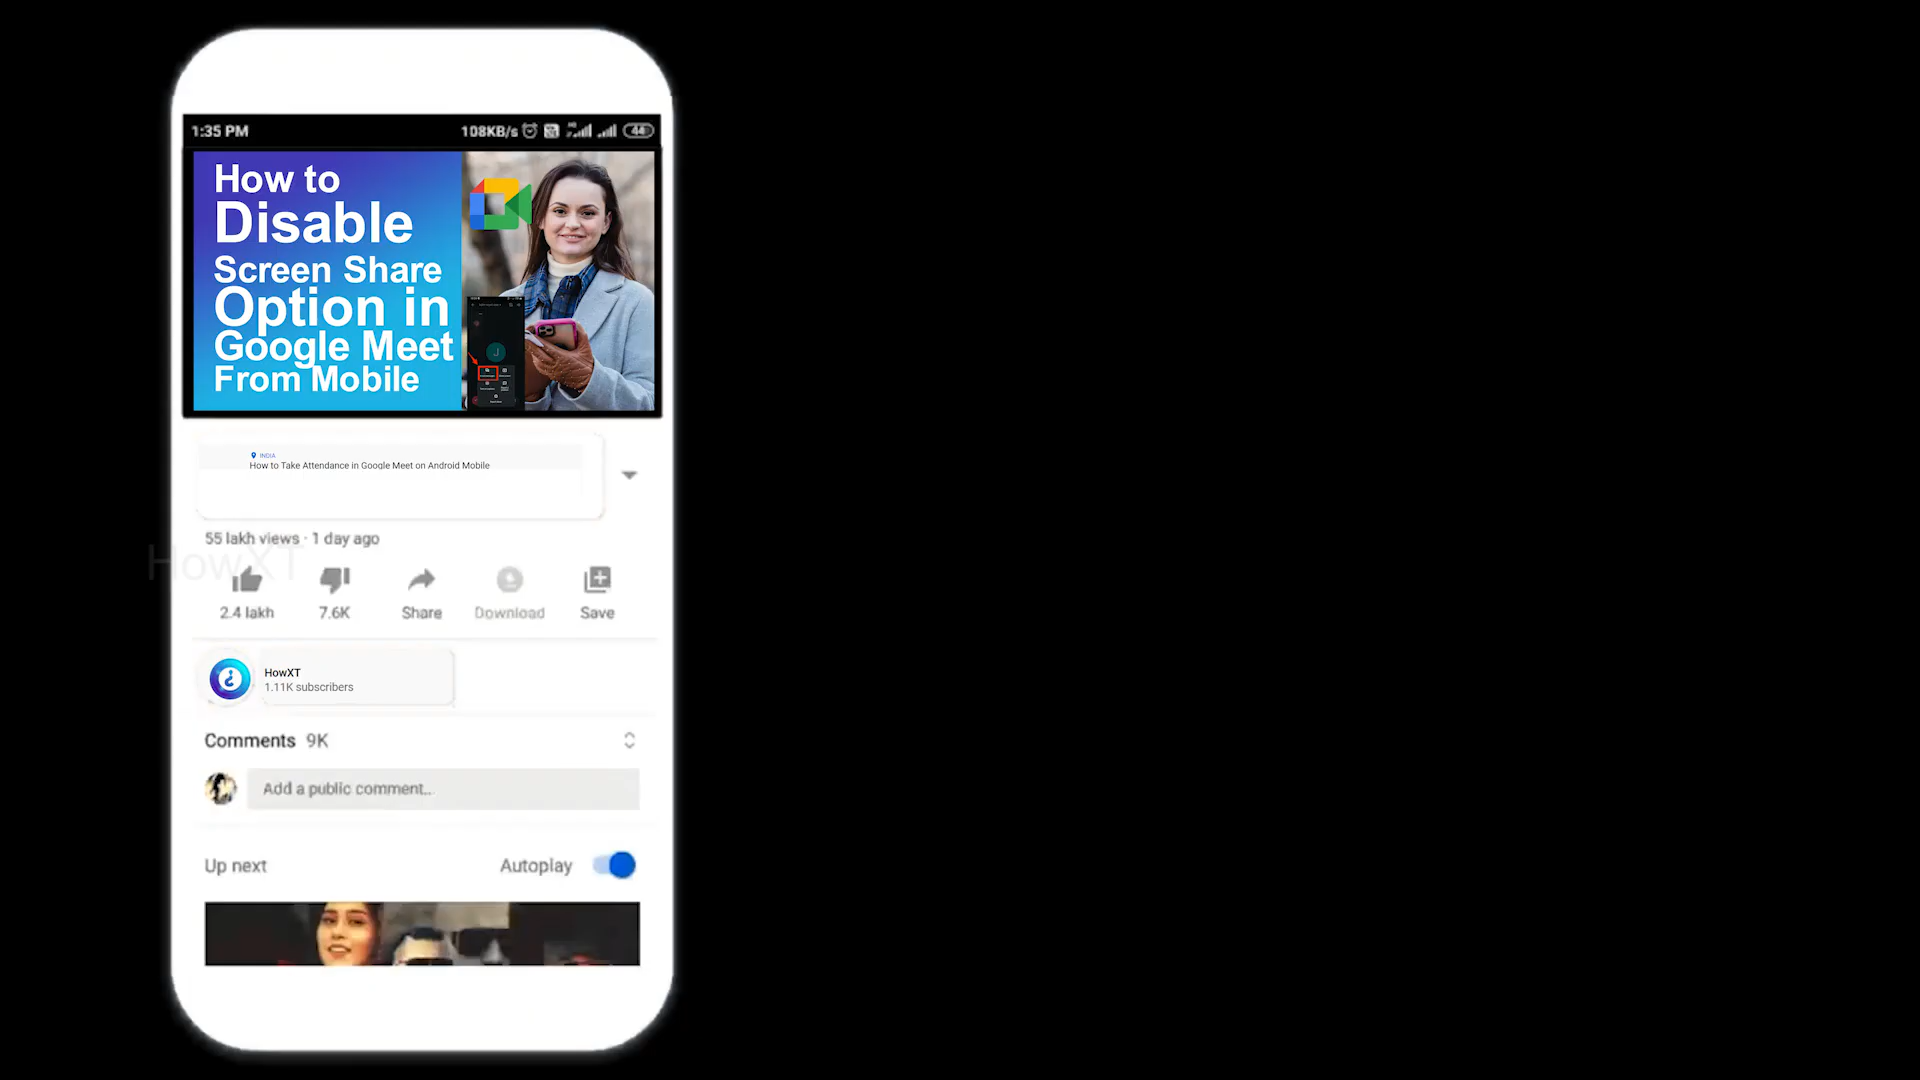 1:35 PM 108KB/s 44
How to
Disable
Screen Share
Option in
Google Meet
From Mobile
J
INDIA
How to Take Attendance in Google Meet on Android Mobile
55 lakh views · 1 day ago
HowXT
2.4 lakh 7.6K Share Download Save
HowXT
1.11K subscribers
Comments 9K
Add a public comment...
Up next Autoplay